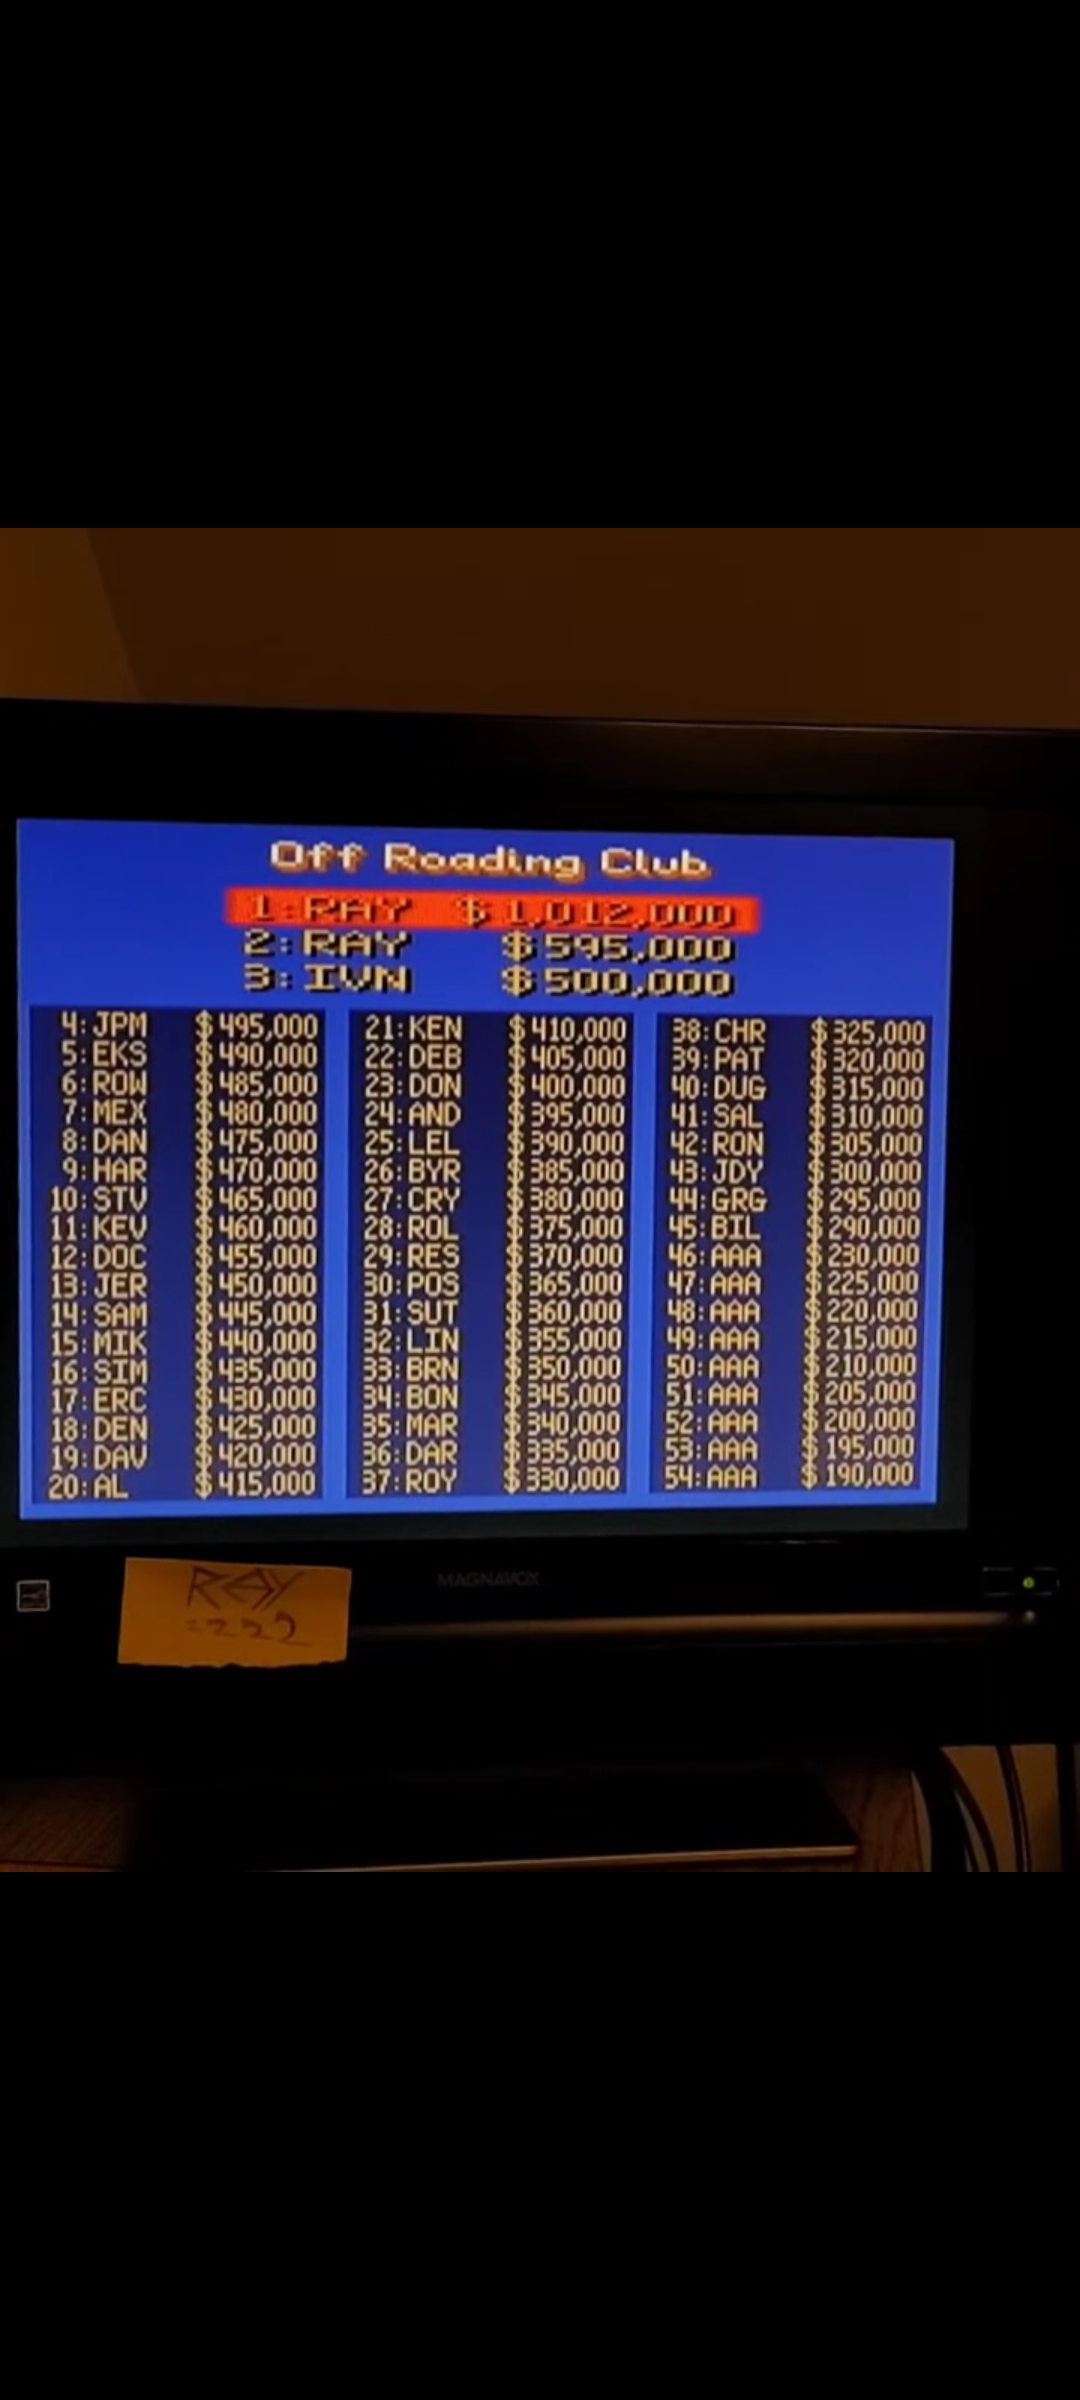 Off Roading Club
1:RAY $1,012,000
2:RAY $595,000
3:IVN $500,000
4:JPM $495,000
5:EKS $490,000
6:ROW $485,000
7:MEX $480,000
8:DAN $475,000
9:HAR $470,000
10:STV $465,000
11:KEV $460,000
12:DOC $455,000
13:JER $450,000
14:SAM $445,000
15:MIK $440,000
16:SIM $435,000
17:ERC $430,000
18:DEN $425,000
19:DAV $420,000
20:AL $415,000
21:KEN $410,000
22:DEB $405,000
23:DON $400,000
24:AND $395,000
25:LEL $390,000
26:BYR $385,000
27:CRY $380,000
28:ROL $375,000
29:RES $370,000
30:POS $365,000
31:SUT $360,000
32:LIN $355,000
33:BRN $350,000
34:BON $345,000
35:MAR $340,000
36:DAR $335,000
37:ROY $330,000
38:CHR $325,000
39:PAT $320,000
40:DUG $315,000
41:SAL $310,000
42:RON $305,000
43:JDY $300,000
44:GRG $295,000
45:BIL $290,000
46:AAA $230,000
47:AAA $225,000
48:AAA $220,000
49:AAA $215,000
50:AAA $210,000
51:AAA $205,000
52:AAA $200,000
53:AAA $195,000
54:AAA $190,000
MAGNAVOX
RAY
=222